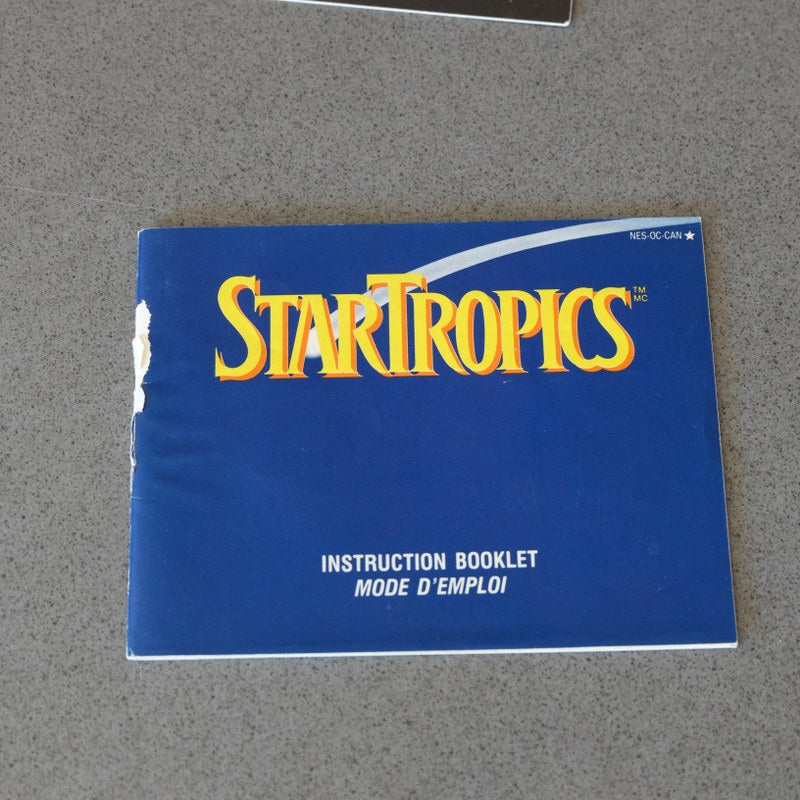 NES-OC-CAN ★
STARTROPICS TM MC
INSTRUCTION BOOKLET
MODE D'EMPLOI